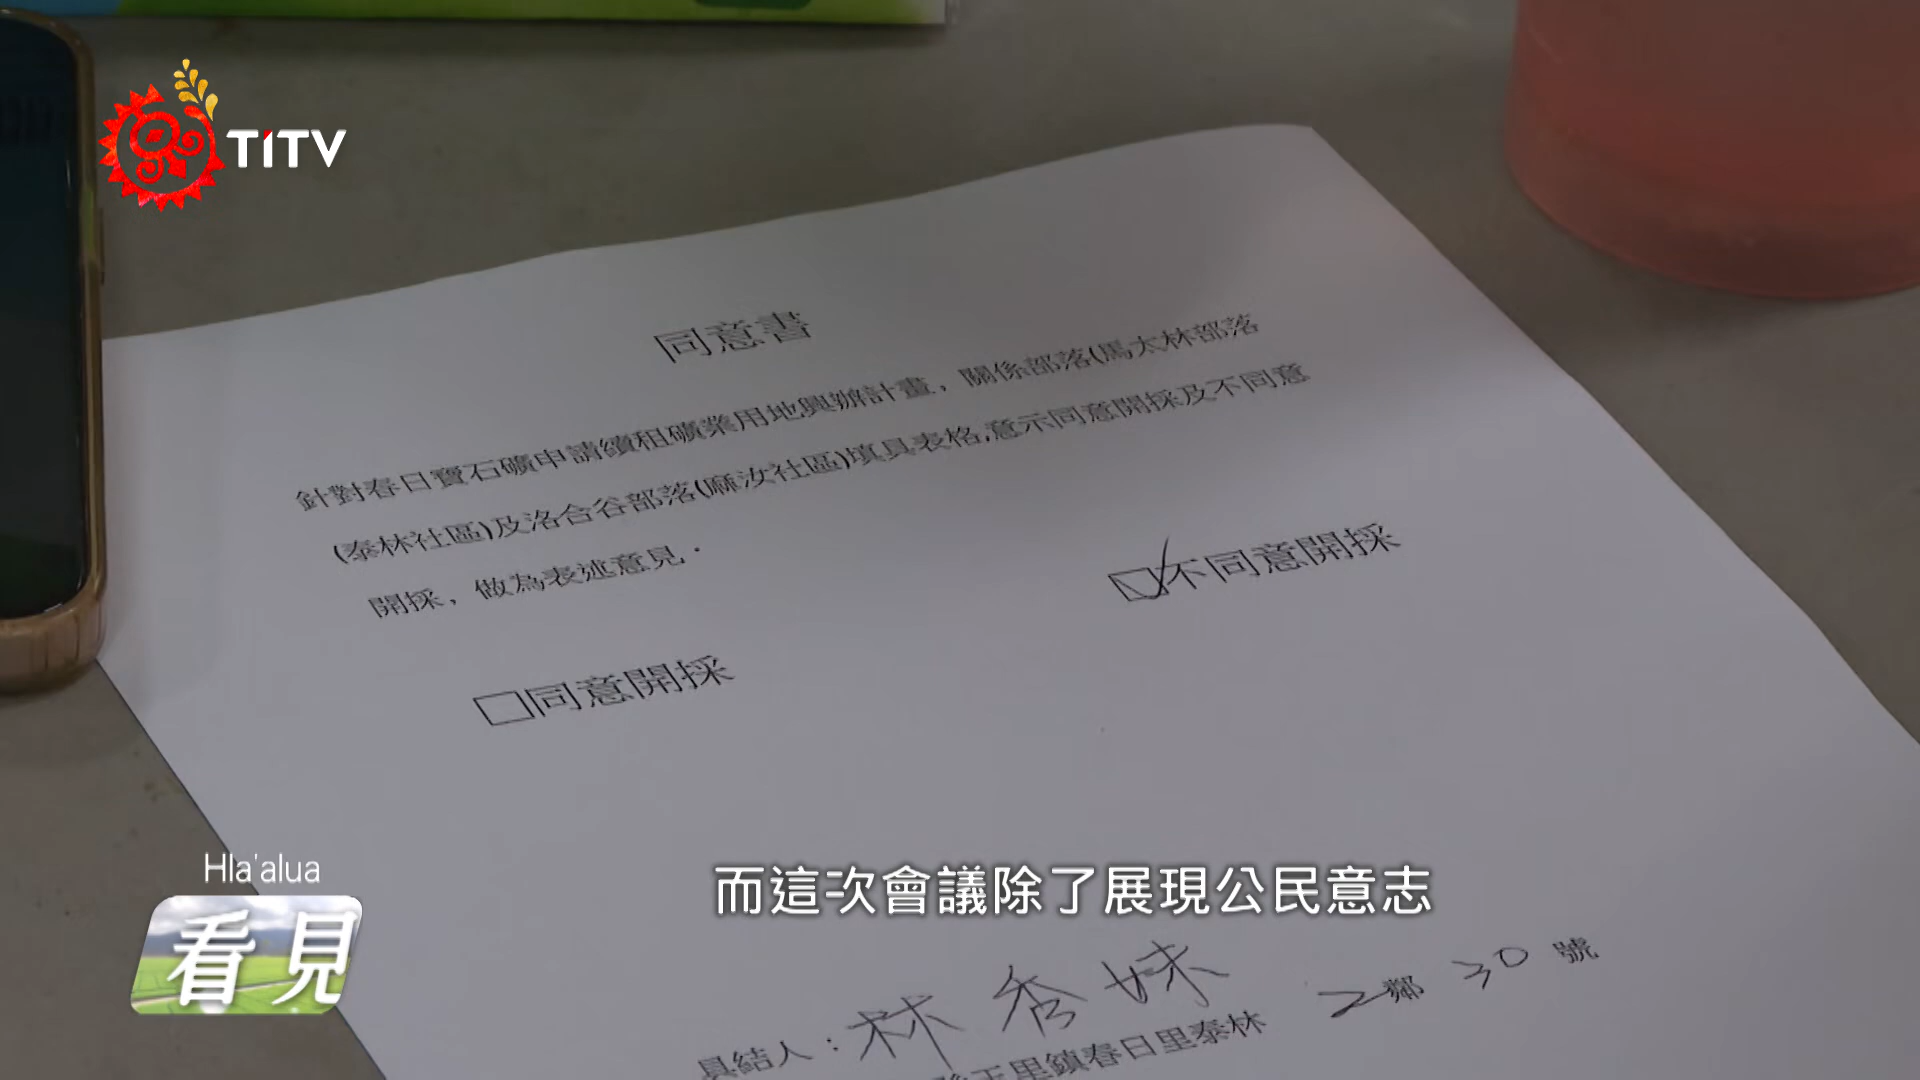 TITV
同意書
針對春日寶石礦申請續租礦業用地興辦計畫，關係部落(馬太林部落
(泰林社區)及洛合谷部落(麻汝社區)填具表格,意示同意開採及不同意
開採，做為表述意見．
不同意開採
同意開採
Hla'alua
看見
而這次會議除了展現公民意志
具結人：林秀妹
玉里鎮春日里泰林 2鄰 30號